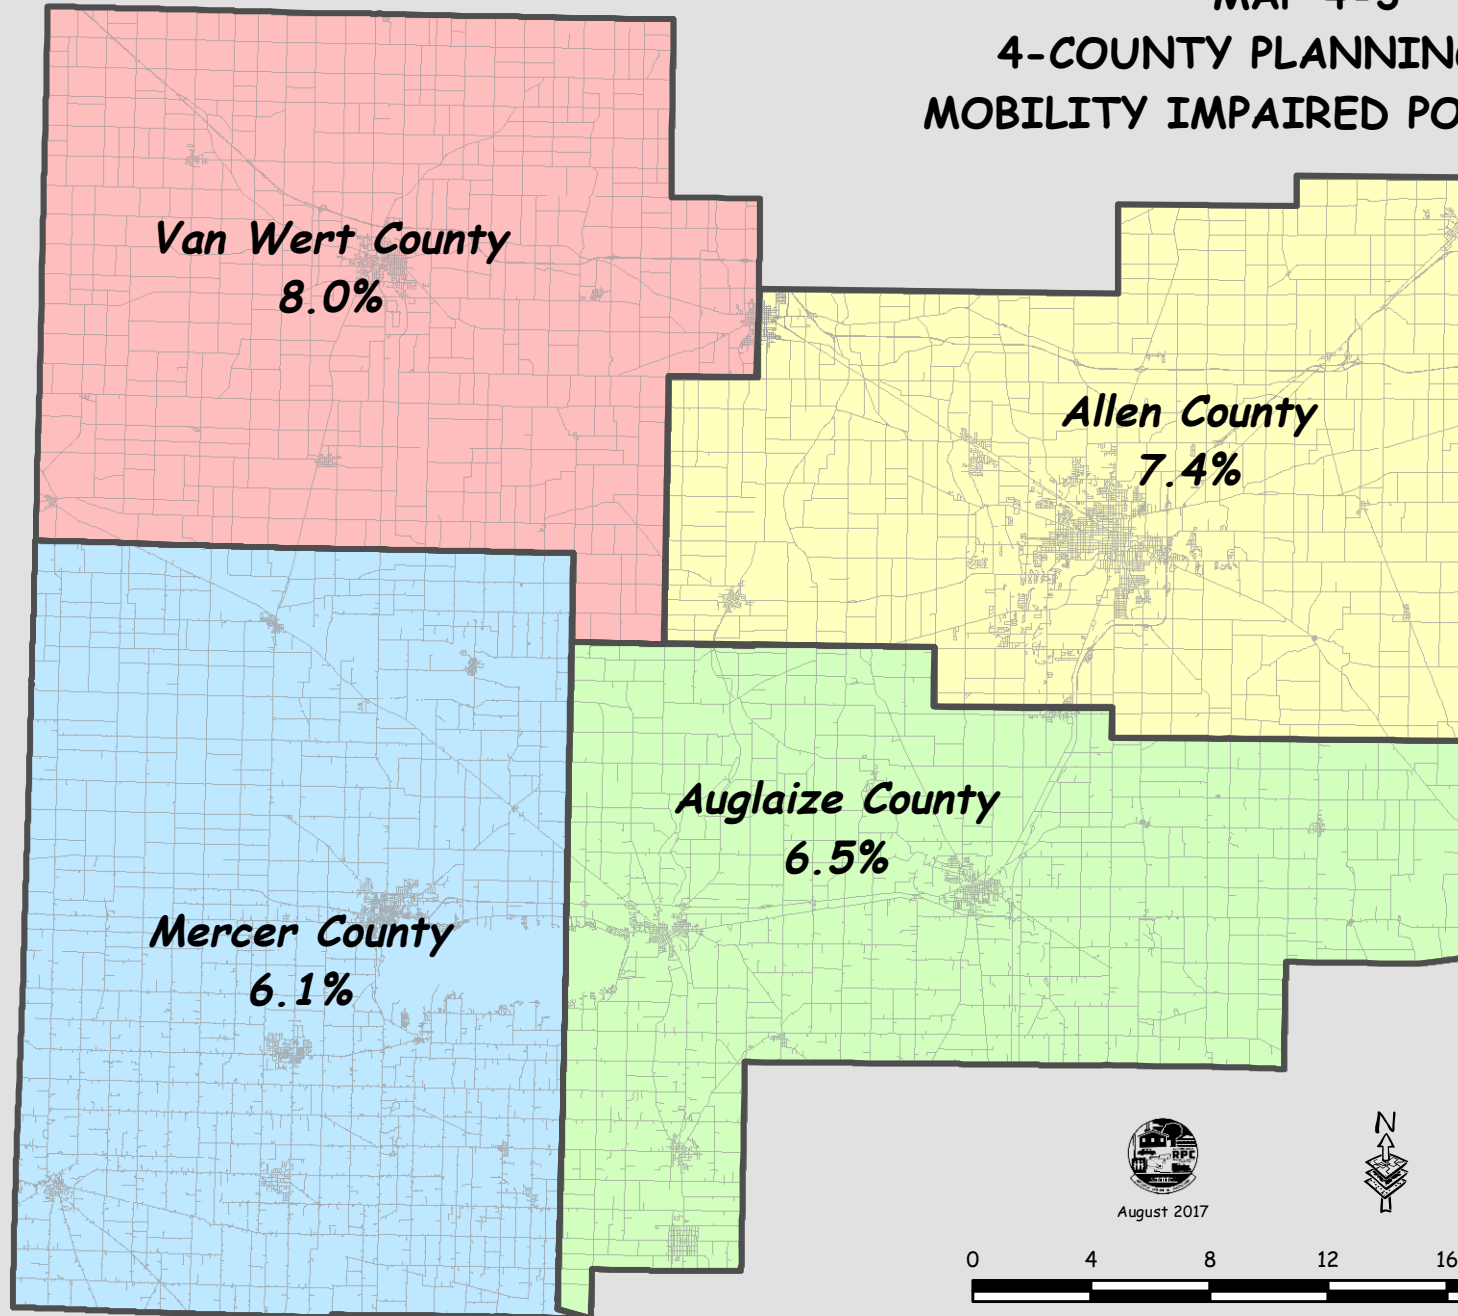 4-COUNTY PLANNING
MOBILITY IMPAIRED PO
Van Wert County
8.0%
Allen County
7.4%
Auglaize County
6.5%
Mercer County
6.1%
RPC
August 2017
N
0 4 8 12 16